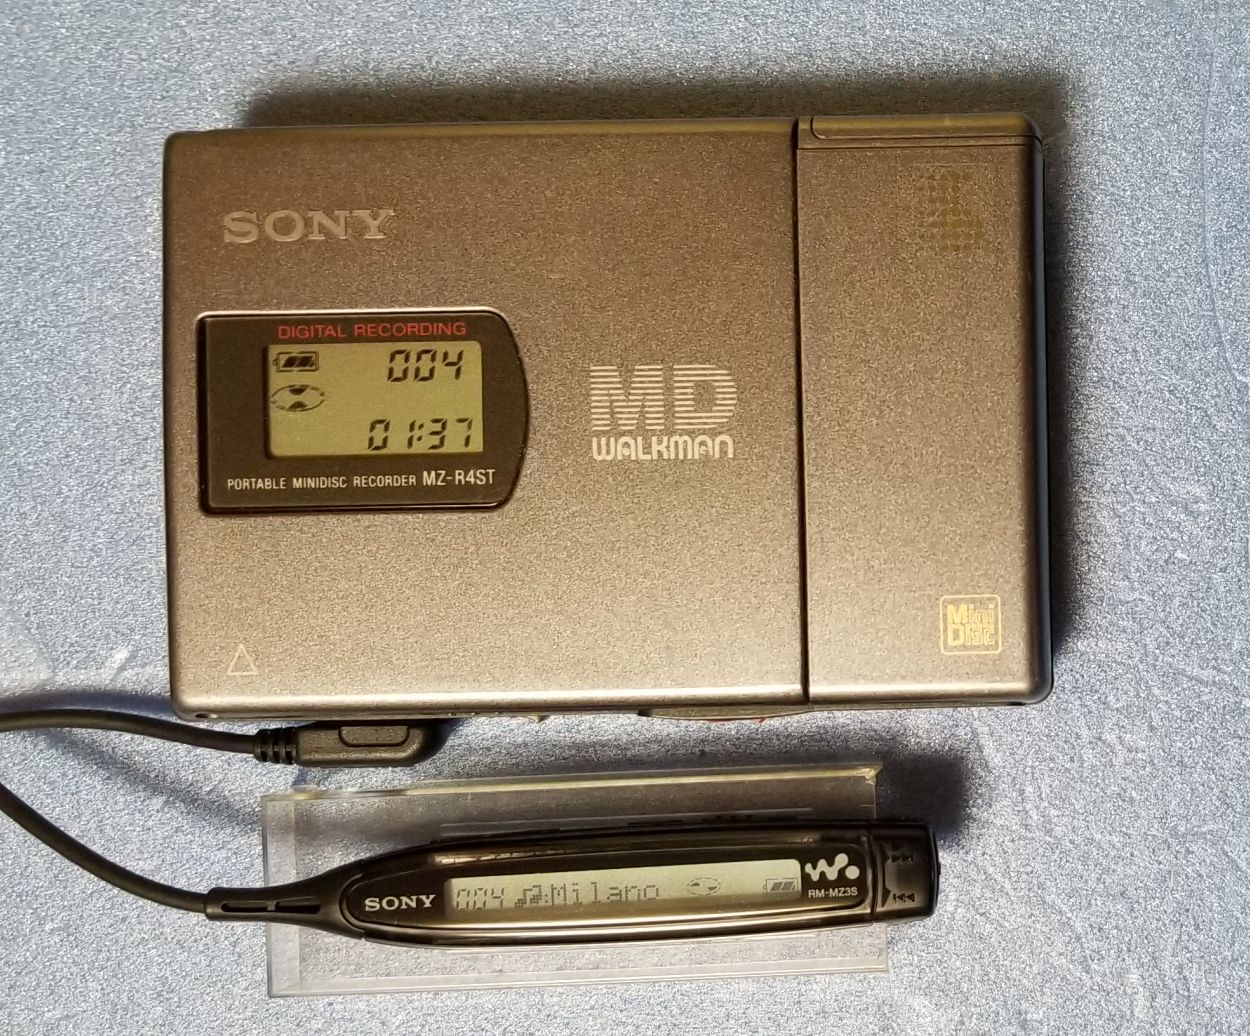 SONY
DIGITAL RECORDING
004
01:37
PORTABLE MINIDISC RECORDER MZ-R4ST
MD
WALKMAN
Mini
Disc
SONY
004 ♫:Milano
RM-MZ3S